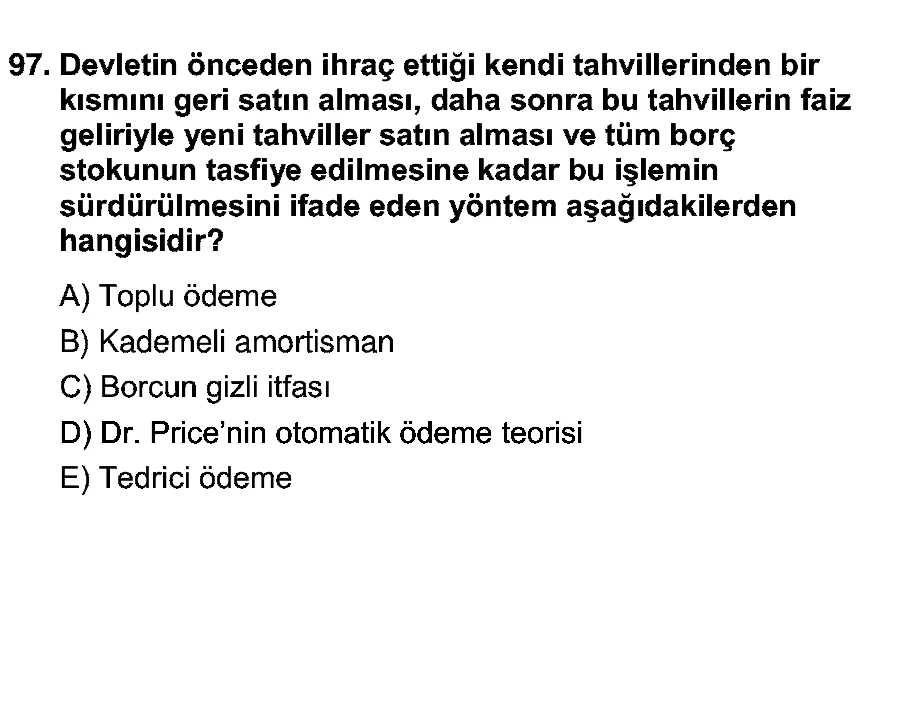 97. Devletin önceden ihraç ettiği kendi tahvillerinden bir
kısmını geri satın alması, daha sonra bu tahvillerin faiz
geliriyle yeni tahviller satın alması ve tüm borç
stokunun tasfiye edilmesine kadar bu işlemin
sürdürülmesini ifade eden yöntem aşağıdakilerden
hangisidir?
A) Toplu ödeme
B) Kademeli amortisman
C) Borcun gizli itfası
D) Dr. Price’nin otomatik ödeme teorisi
E) Tedrici ödeme